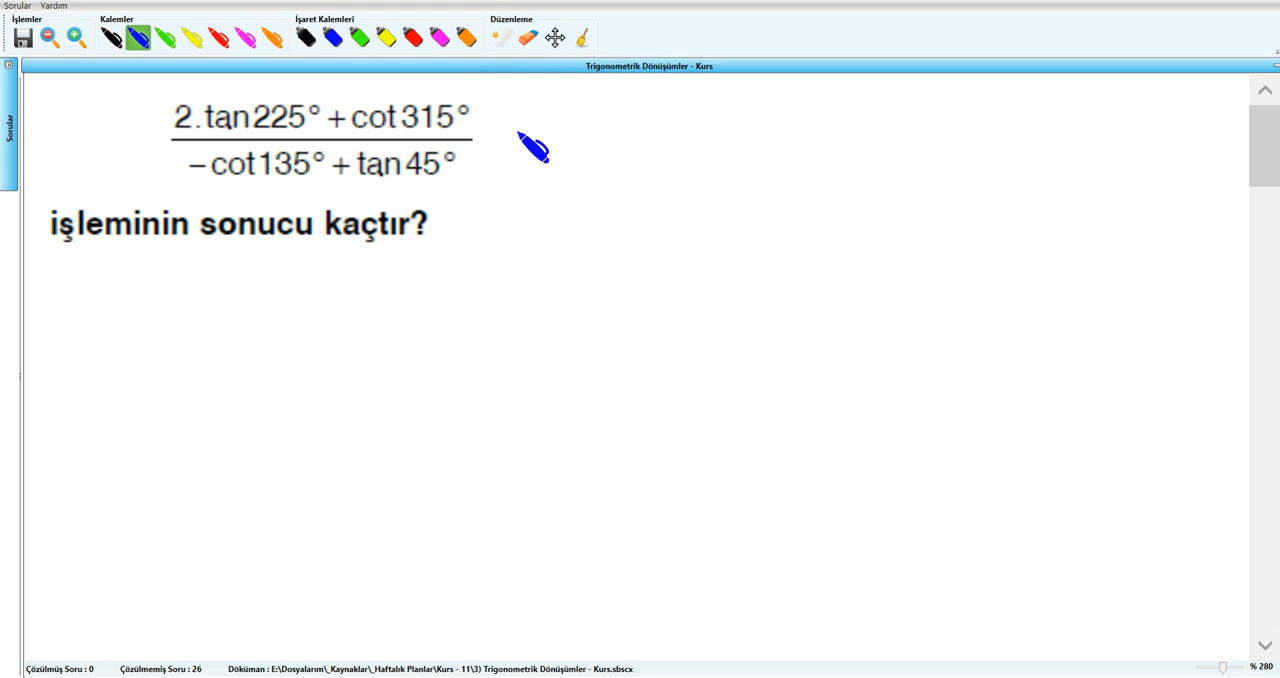 Sorular Yardım
İşlemler Kalemler İşaret Kalemleri Düzenleme
Trigonometrik Dönüşümler - Kurs
Sorular
2.tan225° + cot315°
-cot135° + tan45°
işleminin sonucu kaçtır?
Çözülmüş Soru : 0 Çözülmemiş Soru : 26 Döküman : E:\Dosyalarım\_Kaynaklar\_Haftalık Planlar\Kurs - 11\3) Trigonometrik Dönüşümler - Kurs.sbscx % 280